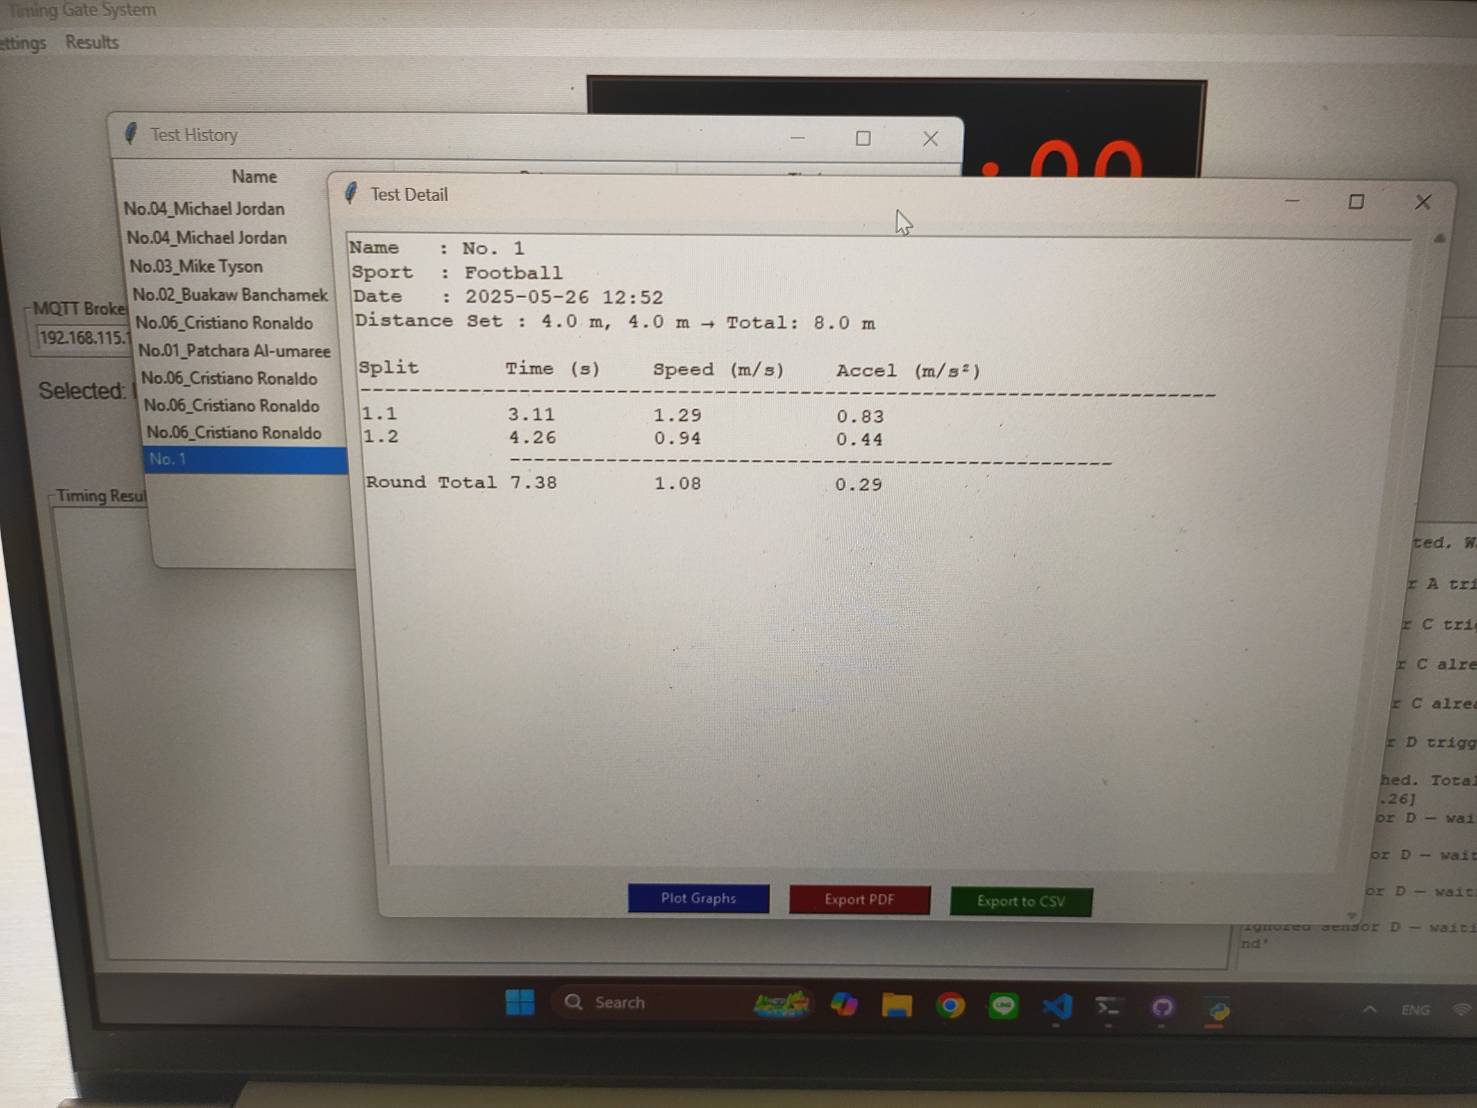 Timing Gate System
ettings Results
Test History
Name
No.04_Michael Jordan
No.04_Michael Jordan
No.03_Mike Tyson
No.02_Buakaw Banchamek
No.06_Cristiano Ronaldo
No.01_Patchara Al-umaree
No.06_Cristiano Ronaldo
No.06_Cristiano Ronaldo
No.06_Cristiano Ronaldo
No. 1
MQTT Broke
192.168.115.1
Selected:
Timing Resul
:00
Test Detail
Name : No. 1
Sport : Football
Date : 2025-05-26 12:52
Distance Set : 4.0 m, 4.0 m → Total: 8.0 m
Split Time (s) Speed (m/s) Accel (m/s²)
1.1 3.11 1.29 0.83
1.2 4.26 0.94 0.44
Round Total 7.38 1.08 0.29
Plot Graphs Export PDF Export to CSV
ted. W
r A tri
r C tri
r C alre
r C alrea
r D trigg
hed. Total
.26]
or D — wai
or D — wait
or D — wait
ignored sensor D — waiti
nd'
Search
LINE
ENG